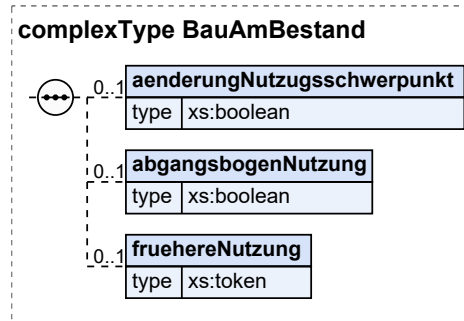 complexType BauAmBestand
0..1 aenderungNutzugsschwerpunkt
type xs:boolean
0..1 abgangsbogenNutzung
type xs:boolean
0..1 fruehereNutzung
type xs:token